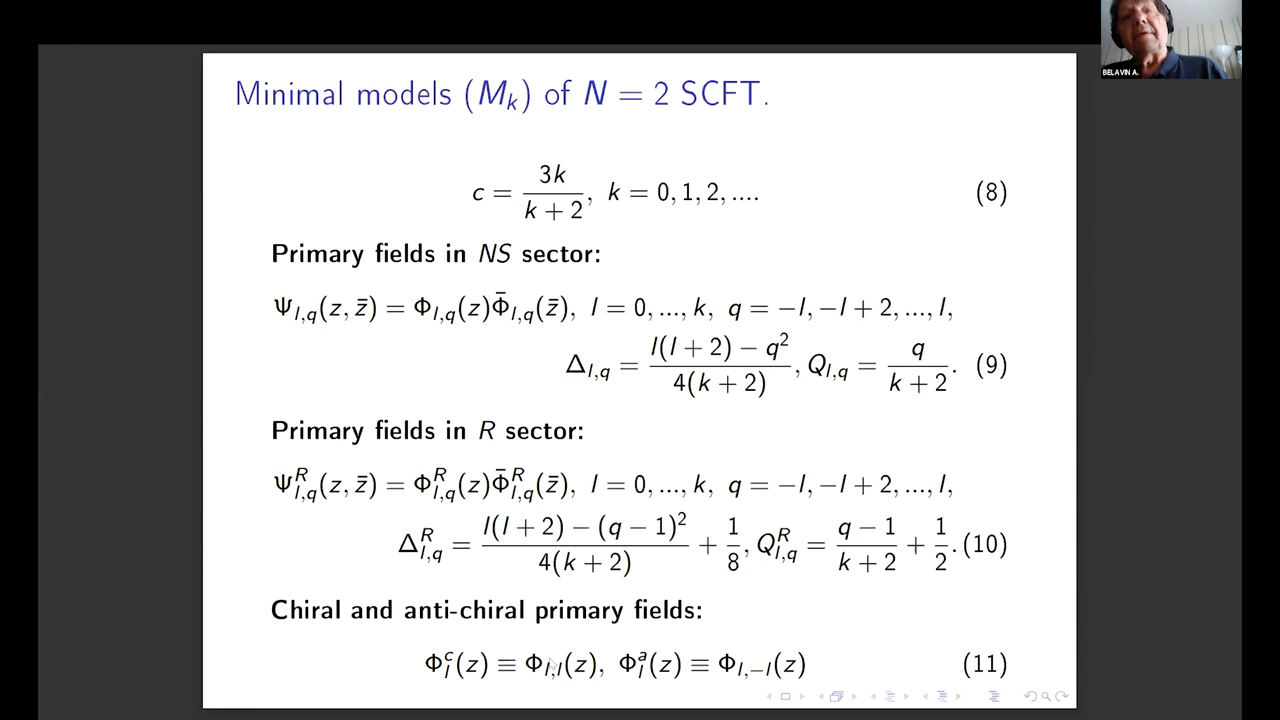 BELAVIN A.
Minimal models (M_k) of N = 2 SCFT.
c = 3k/(k + 2), k = 0, 1, 2, .... (8)
Primary fields in NS sector:
Ψ_{l,q}(z, z̄) = Φ_{l,q}(z)Φ̄_{l,q}(z̄), l = 0, ..., k, q = −l, −l + 2, ..., l,
Δ_{l,q} = (l(l + 2) − q²)/(4(k + 2)), Q_{l,q} = q/(k + 2). (9)
Primary fields in R sector:
Ψ^R_{l,q}(z, z̄) = Φ^R_{l,q}(z)Φ̄^R_{l,q}(z̄), l = 0, ..., k, q = −l, −l + 2, ..., l,
Δ^R_{l,q} = (l(l + 2) − (q − 1)²)/(4(k + 2)) + 1/8, Q^R_{l,q} = (q − 1)/(k + 2) + 1/2. (10)
Chiral and anti-chiral primary fields:
Φ^c_l(z) ≡ Φ_{l,l}(z), Φ^a_l(z) ≡ Φ_{l,−l}(z) (11)